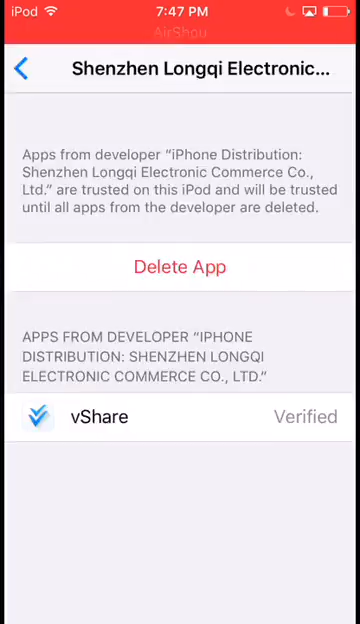 iPod 7:47 PM
AirShou
Shenzhen Longqi Electronic...
Apps from developer “iPhone Distribution:
Shenzhen Longqi Electronic Commerce Co.,
Ltd.” are trusted on this iPod and will be trusted
until all apps from the developer are deleted.
Delete App
APPS FROM DEVELOPER “IPHONE
DISTRIBUTION: SHENZHEN LONGQI
ELECTRONIC COMMERCE CO., LTD.”
vShare Verified